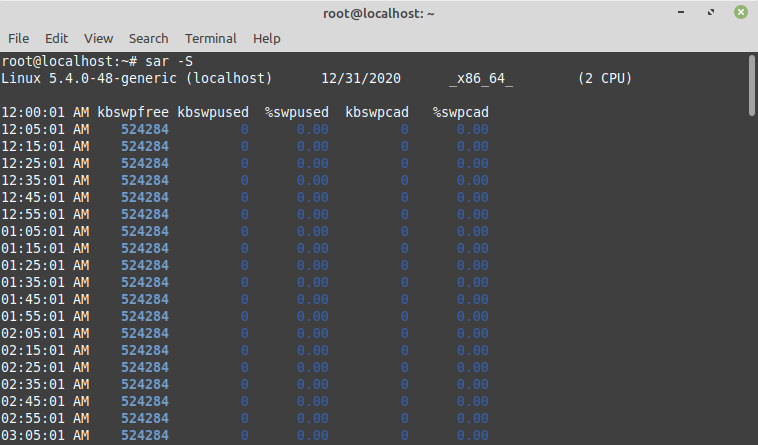 root@localhost: ~
File Edit View Search Terminal Help
root@localhost:~# sar -S
Linux 5.4.0-48-generic (localhost) 12/31/2020 _x86_64_ (2 CPU)
12:00:01 AM kbswpfree kbswpused %swpused kbswpcad %swpcad
12:05:01 AM 524284 0 0.00 0 0.00
12:15:01 AM 524284 0 0.00 0 0.00
12:25:01 AM 524284 0 0.00 0 0.00
12:35:01 AM 524284 0 0.00 0 0.00
12:45:01 AM 524284 0 0.00 0 0.00
12:55:01 AM 524284 0 0.00 0 0.00
01:05:01 AM 524284 0 0.00 0 0.00
01:15:01 AM 524284 0 0.00 0 0.00
01:25:01 AM 524284 0 0.00 0 0.00
01:35:01 AM 524284 0 0.00 0 0.00
01:45:01 AM 524284 0 0.00 0 0.00
01:55:01 AM 524284 0 0.00 0 0.00
02:05:01 AM 524284 0 0.00 0 0.00
02:15:01 AM 524284 0 0.00 0 0.00
02:25:01 AM 524284 0 0.00 0 0.00
02:35:01 AM 524284 0 0.00 0 0.00
02:45:01 AM 524284 0 0.00 0 0.00
02:55:01 AM 524284 0 0.00 0 0.00
03:05:01 AM 524284 0 0.00 0 0.00